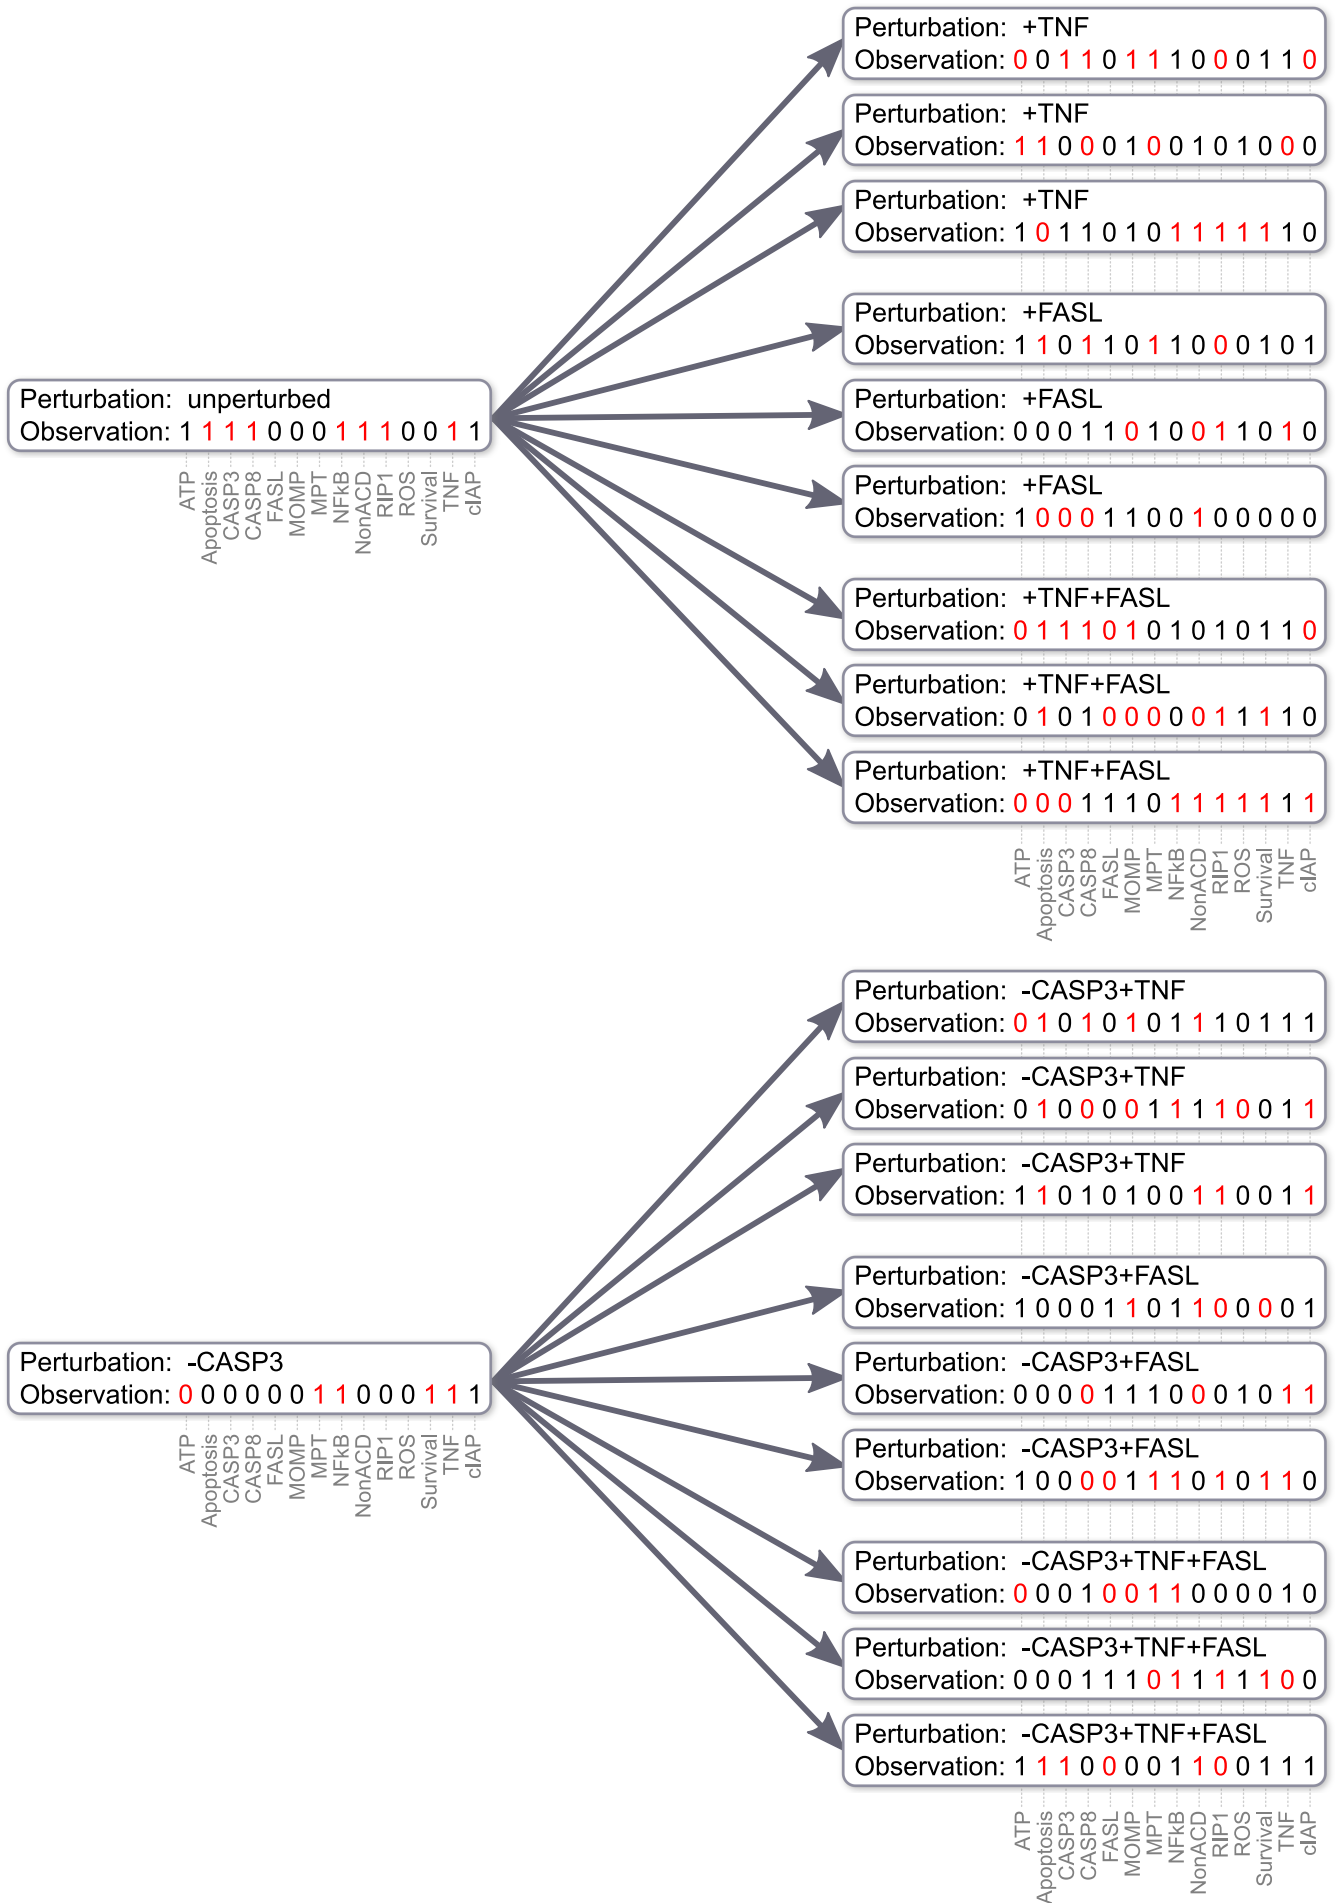 Perturbation: +TNF
Observation: 0 0 1 1 0 1 1 1 0 0 0 1 1 0
Perturbation: +TNF
Observation: 1 1 0 0 0 1 0 0 1 0 1 0 0 0
Perturbation: +TNF
Observation: 1 0 1 1 0 1 0 1 1 1 1 1 1 0
Perturbation: +FASL
Observation: 1 1 0 1 1 0 1 1 0 0 0 1 0 1
Perturbation: unperturbed
Observation: 1 1 1 1 0 0 0 1 1 1 0 0 1 1
ATP
Apoptosis
CASP3
CASP8
FASL
MOMP
MPT
NFkB
NonACD
RIP1
ROS
Survival
TNF
cIAP
Perturbation: +FASL
Observation: 0 0 0 1 1 0 1 0 0 1 1 0 1 0
Perturbation: +FASL
Observation: 1 0 0 0 1 1 0 0 1 0 0 0 0 0
Perturbation: +TNF+FASL
Observation: 0 1 1 1 0 1 0 1 0 1 0 1 1 0
Perturbation: +TNF+FASL
Observation: 0 1 0 1 0 0 0 0 0 1 1 1 1 0
Perturbation: +TNF+FASL
Observation: 0 0 0 1 1 1 0 1 1 1 1 1 1 1
ATP
Apoptosis
CASP3
CASP8
FASL
MOMP
MPT
NFkB
NonACD
RIP1
ROS
Survival
TNF
cIAP
Perturbation: -CASP3+TNF
Observation: 0 1 0 1 0 1 0 1 1 1 0 1 1 1
Perturbation: -CASP3+TNF
Observation: 0 1 0 0 0 0 1 1 1 1 0 0 1 1
Perturbation: -CASP3+TNF
Observation: 1 1 0 1 0 1 0 0 1 1 0 0 1 1
Perturbation: -CASP3+FASL
Observation: 1 0 0 0 1 1 0 1 1 0 0 0 0 1
Perturbation: -CASP3
Observation: 0 0 0 0 0 0 1 1 0 0 0 1 1 1
ATP
Apoptosis
CASP3
CASP8
FASL
MOMP
MPT
NFkB
NonACD
RIP1
ROS
Survival
TNF
cIAP
Perturbation: -CASP3+FASL
Observation: 0 0 0 0 1 1 1 0 0 0 1 0 1 1
Perturbation: -CASP3+FASL
Observation: 1 0 0 0 0 1 1 1 0 1 0 1 1 0
Perturbation: -CASP3+TNF+FASL
Observation: 0 0 0 1 0 0 1 1 0 0 0 0 1 0
Perturbation: -CASP3+TNF+FASL
Observation: 0 0 0 1 1 1 0 1 1 1 1 1 0 0
Perturbation: -CASP3+TNF+FASL
Observation: 1 1 1 0 0 0 0 1 1 0 0 1 1 1
ATP
Apoptosis
CASP3
CASP8
FASL
MOMP
MPT
NFkB
NonACD
RIP1
ROS
Survival
TNF
cIAP